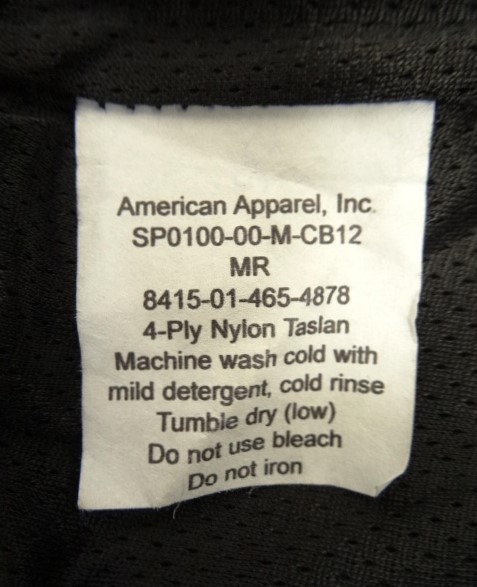 American Apparel, Inc.
SP0100-00-M-CB12
MR
8415-01-465-4878
4-Ply Nylon Taslan
Machine wash cold with
mild detergent, cold rinse
Tumble dry (low)
Do not use bleach
Do not iron